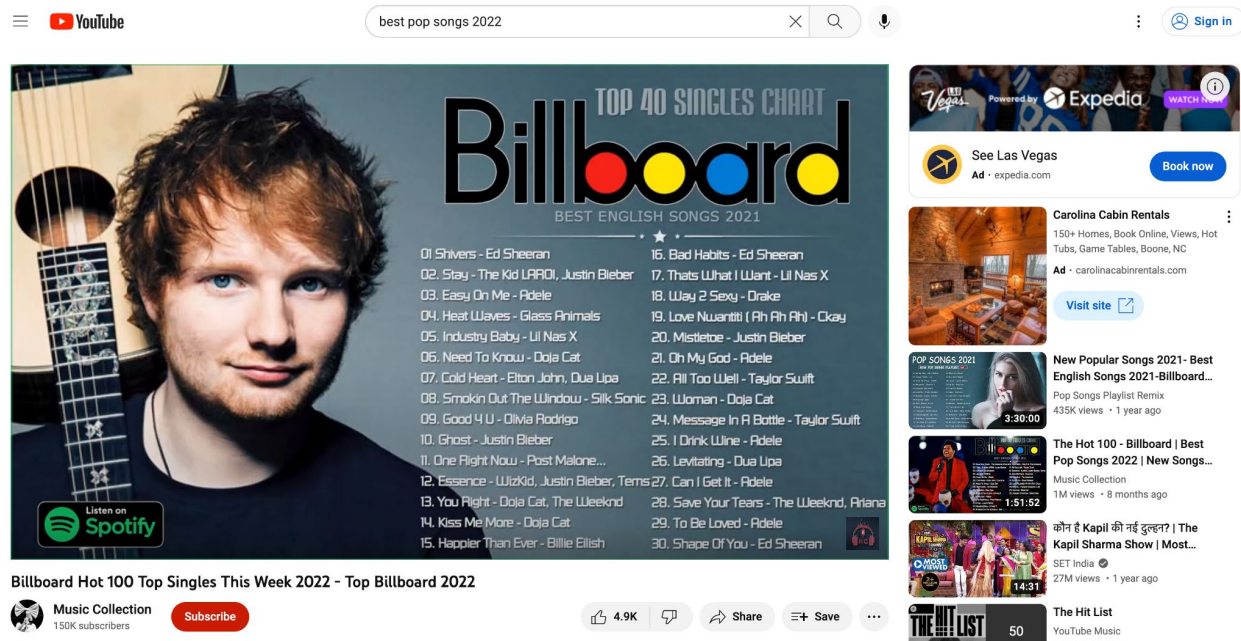 YouTube
best pop songs 2022
Sign in
TOP 40 SINGLES CHART
Billboard
BEST ENGLISH SONGS 2021
01 Shivers - Ed Sheeran
02. Stay - The Kid LAROI, Justin Bieber
03. Easy On Me - Adele
04. Heat Waves - Glass Animals
05. Industry Baby - Lil Nas X
06. Need To Know - Doja Cat
07. Cold Heart - Elton John, Dua Lipa
08. Smokin Out The Window - Silk Sonic
09. Good 4 U - Olivia Rodrigo
10. Ghost - Justin Bieber
11. One Right Now - Post Malone...
12. Essence - WizKid, Justin Bieber, Tems
13. You Right - Doja Cat, The Weeknd
14. Kiss Me More - Doja Cat
15. Happier Than Ever - Billie Eilish
16. Bad Habits - Ed Sheeran
17. Thats What I Want - Lil Nas X
18. Way 2 Sexy - Drake
19. Love Nwantiti ( Ah Ah Ah) - Ckay
20. Mistletoe - Justin Bieber
21. Oh My God - Adele
22. All Too Well - Taylor Swift
23. Woman - Doja Cat
24. Message In A Bottle - Taylor Swift
25. I Drink Wine - Adele
26. Levitating - Dua Lipa
27. Can I Get It - Adele
28. Save Your Tears - The Weeknd, Ariana
29. To Be Loved - Adele
30. Shape Of You - Ed Sheeran
Listen on
Spotify
Billboard Hot 100 Top Singles This Week 2022 - Top Billboard 2022
Music Collection
150K subscribers
Subscribe
4.9K
Share
Save
LAS
Vegas
Powered by
Expedia
WATCH NOW
See Las Vegas
Ad · expedia.com
Book now
Carolina Cabin Rentals
150+ Homes, Book Online, Views, Hot
Tubs, Game Tables, Boone, NC
Ad · carolinacabinrentals.com
Visit site
POP SONGS 2021
3:30:00
New Popular Songs 2021- Best
English Songs 2021-Billboard...
Pop Songs Playlist Remix
435K views • 1 year ago
1:51:52
The Hot 100 - Billboard | Best
Pop Songs 2022 | New Songs...
Music Collection
1M views • 8 months ago
MOST
VIEWED
14:31
कौन है Kapil की नई दुल्हन? | The
Kapil Sharma Show | Most...
SET India
27M views • 1 year ago
THE HIT LIST
50
The Hit List
YouTube Music